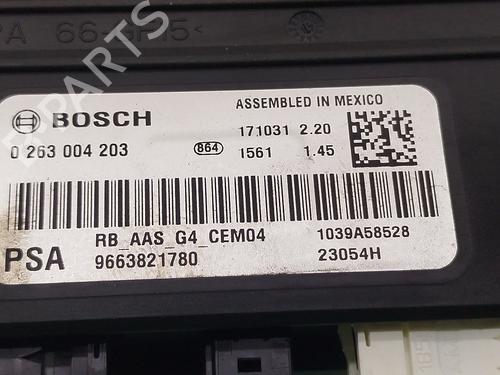 B-PARTS
BOSCH
ASSEMBLED IN MEXICO
0 263 004 203
864
171031 2.20
1561 1.45
RB_AAS_G4_CEM04
1039A58528
PSA
9663821780
23054H